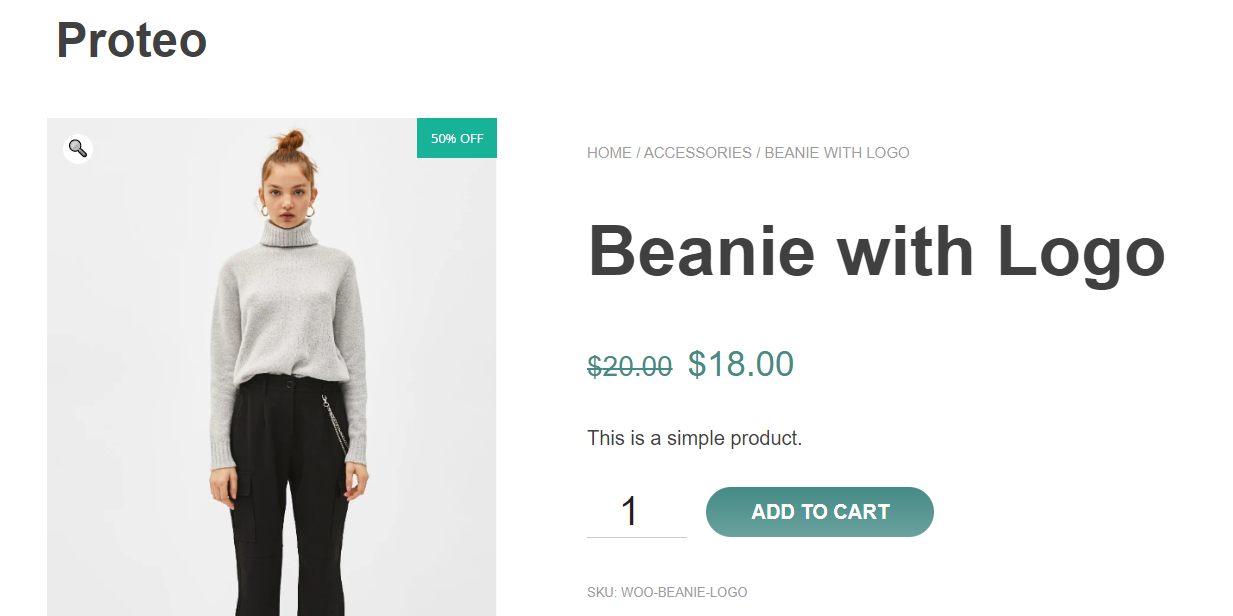 Proteo
50% OFF
HOME / ACCESSORIES / BEANIE WITH LOGO
Beanie with Logo
$20.00 $18.00
This is a simple product.
1
ADD TO CART
SKU: WOO-BEANIE-LOGO